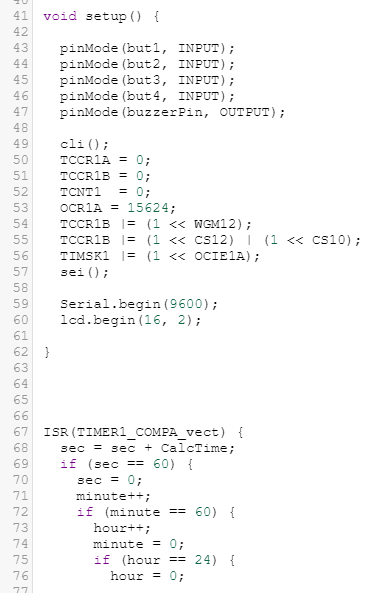 41 void setup() {
42
43 pinMode(but1, INPUT);
44 pinMode(but2, INPUT);
45 pinMode(but3, INPUT);
46 pinMode(but4, INPUT);
47 pinMode(buzzerPin, OUTPUT);
48
49 cli();
50 TCCR1A = 0;
51 TCCR1B = 0;
52 TCNT1  = 0;
53 OCR1A = 15624;
54 TCCR1B |= (1 << WGM12);
55 TCCR1B |= (1 << CS12) | (1 << CS10);
56 TIMSK1 |= (1 << OCIE1A);
57 sei();
58
59 Serial.begin(9600);
60 lcd.begin(16, 2);
61
62 }
63
64
65
66
67 ISR(TIMER1_COMPA_vect) {
68 sec = sec + CalcTime;
69 if (sec == 60) {
70 sec = 0;
71 minute++;
72 if (minute == 60) {
73 hour++;
74 minute = 0;
75 if (hour == 24) {
76 hour = 0;